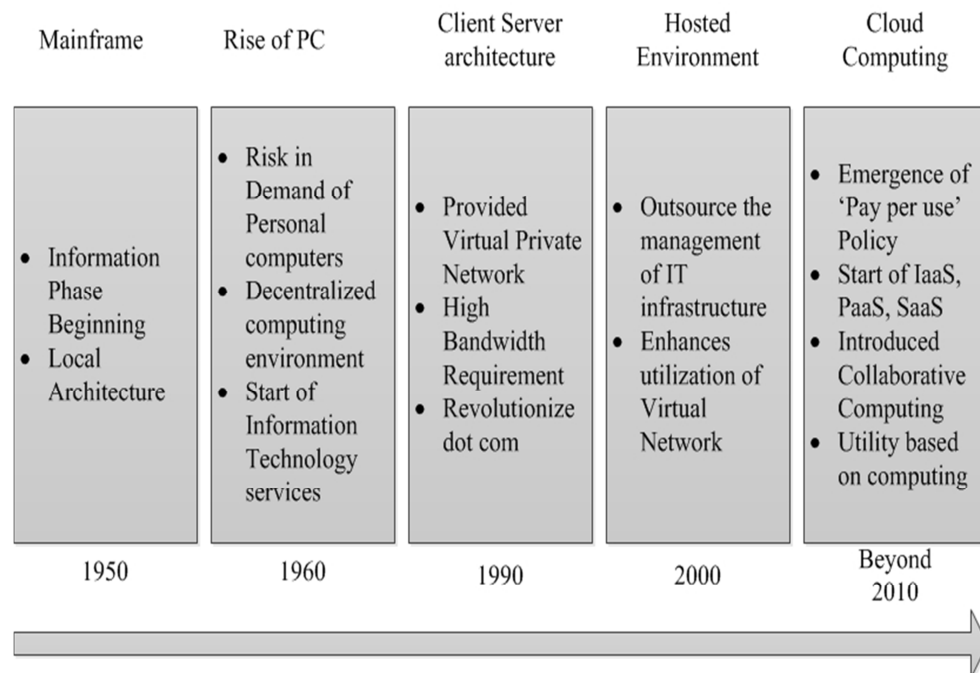 Mainframe
Rise of PC
Client Server
architecture
Hosted
Environment
Cloud
Computing
• Information
Phase
Beginning
• Local
Architecture
• Risk in
Demand of
Personal
computers
• Decentralized
computing
environment
• Start of
Information
Technology
services
• Provided
Virtual Private
Network
• High
Bandwidth
Requirement
• Revolutionize
dot com
• Outsource the
management
of IT
infrastructure
• Enhances
utilization of
Virtual
Network
• Emergence of
‘Pay per use’
Policy
• Start of IaaS,
PaaS, SaaS
• Introduced
Collaborative
Computing
• Utility based
on computing
1950
1960
1990
2000
Beyond
2010